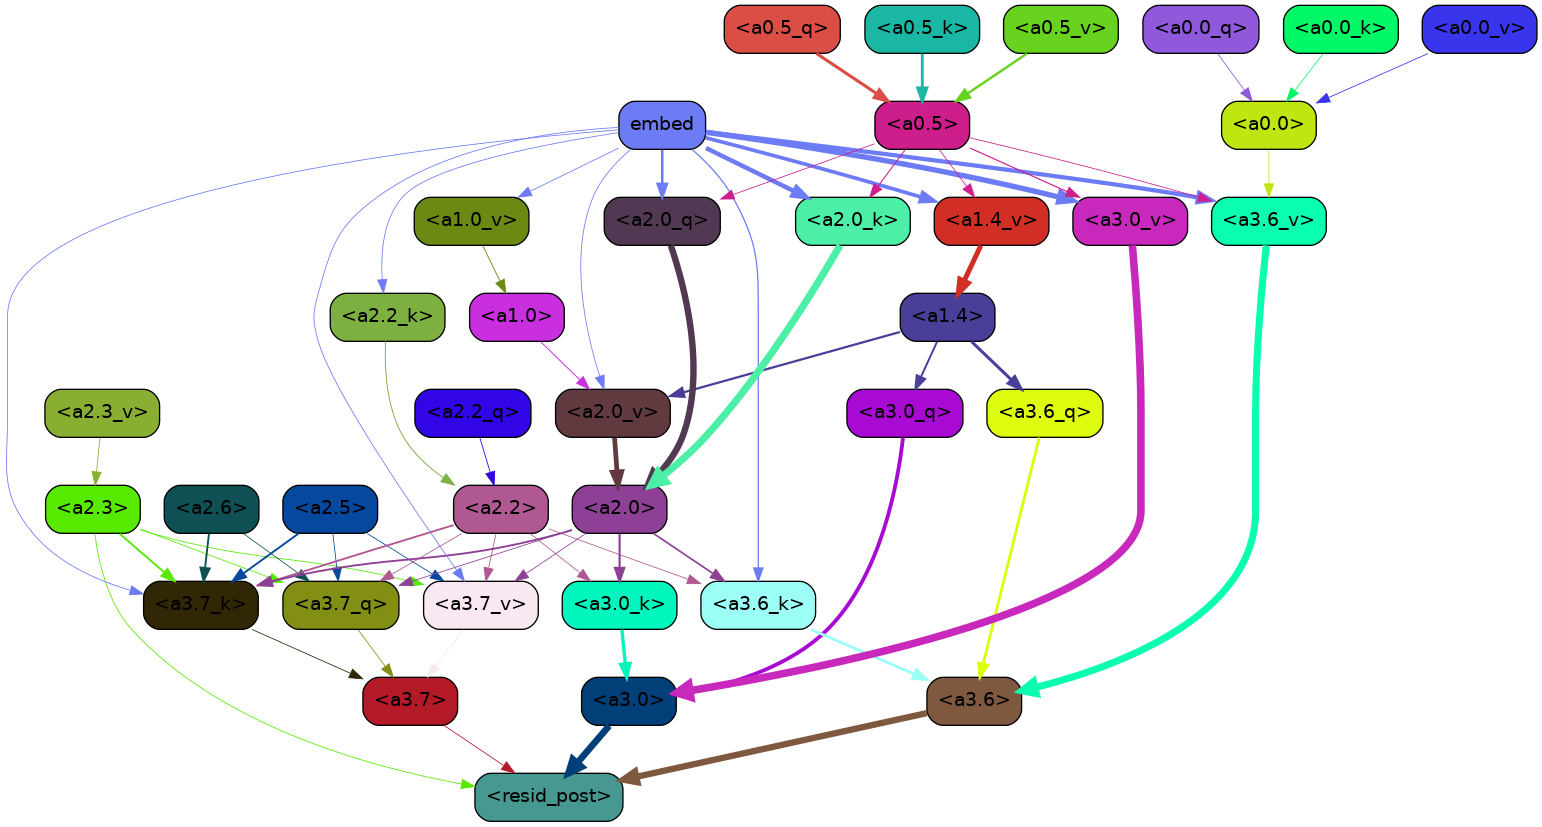 <a0.5_q> <a0.5_k> <a0.5_v> <a0.0_q> <a0.0_k> <a0.0_v>
embed <a0.5> <a0.0>
<a1.0_v> <a2.0_q> <a2.0_k> <a1.4_v> <a3.0_v> <a3.6_v>
<a2.2_k> <a1.0> <a1.4>
<a2.3_v> <a2.2_q> <a2.0_v> <a3.0_q> <a3.6_q>
<a2.3> <a2.6> <a2.5> <a2.2> <a2.0>
<a3.7_k> <a3.7_q> <a3.7_v> <a3.0_k> <a3.6_k>
<a3.7> <a3.0> <a3.6>
<resid_post>